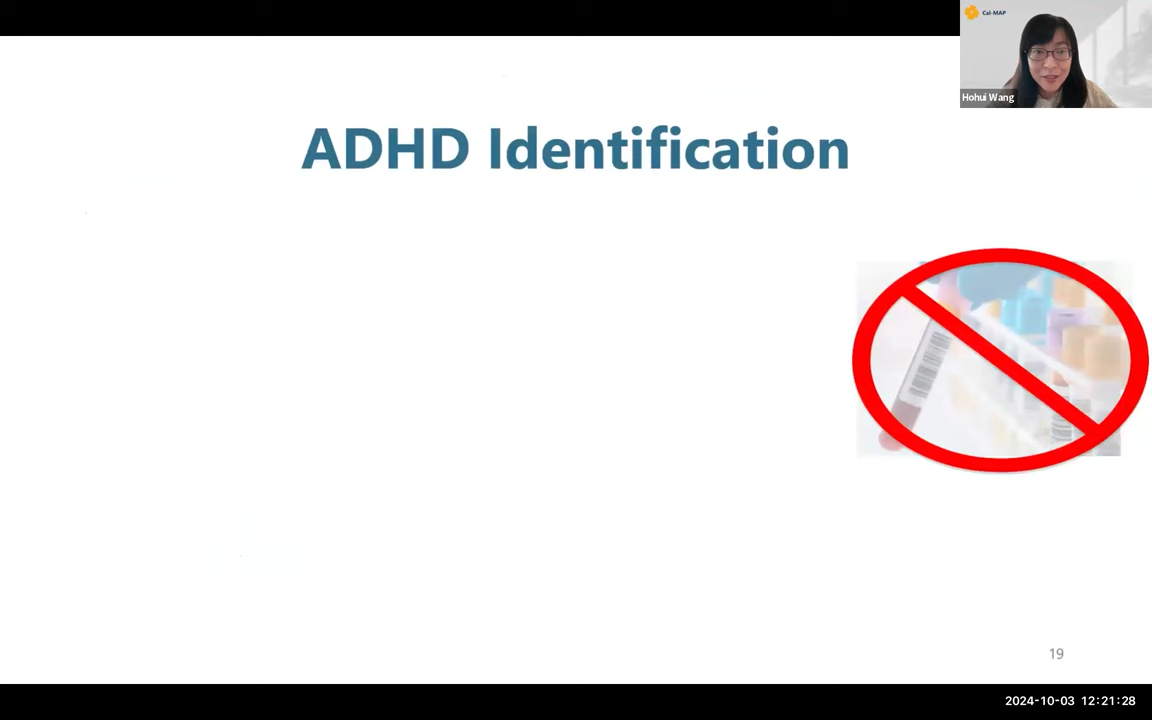 Cal-MAP
Hohui Wang
ADHD Identification
19
2024-10-03 12:21:28